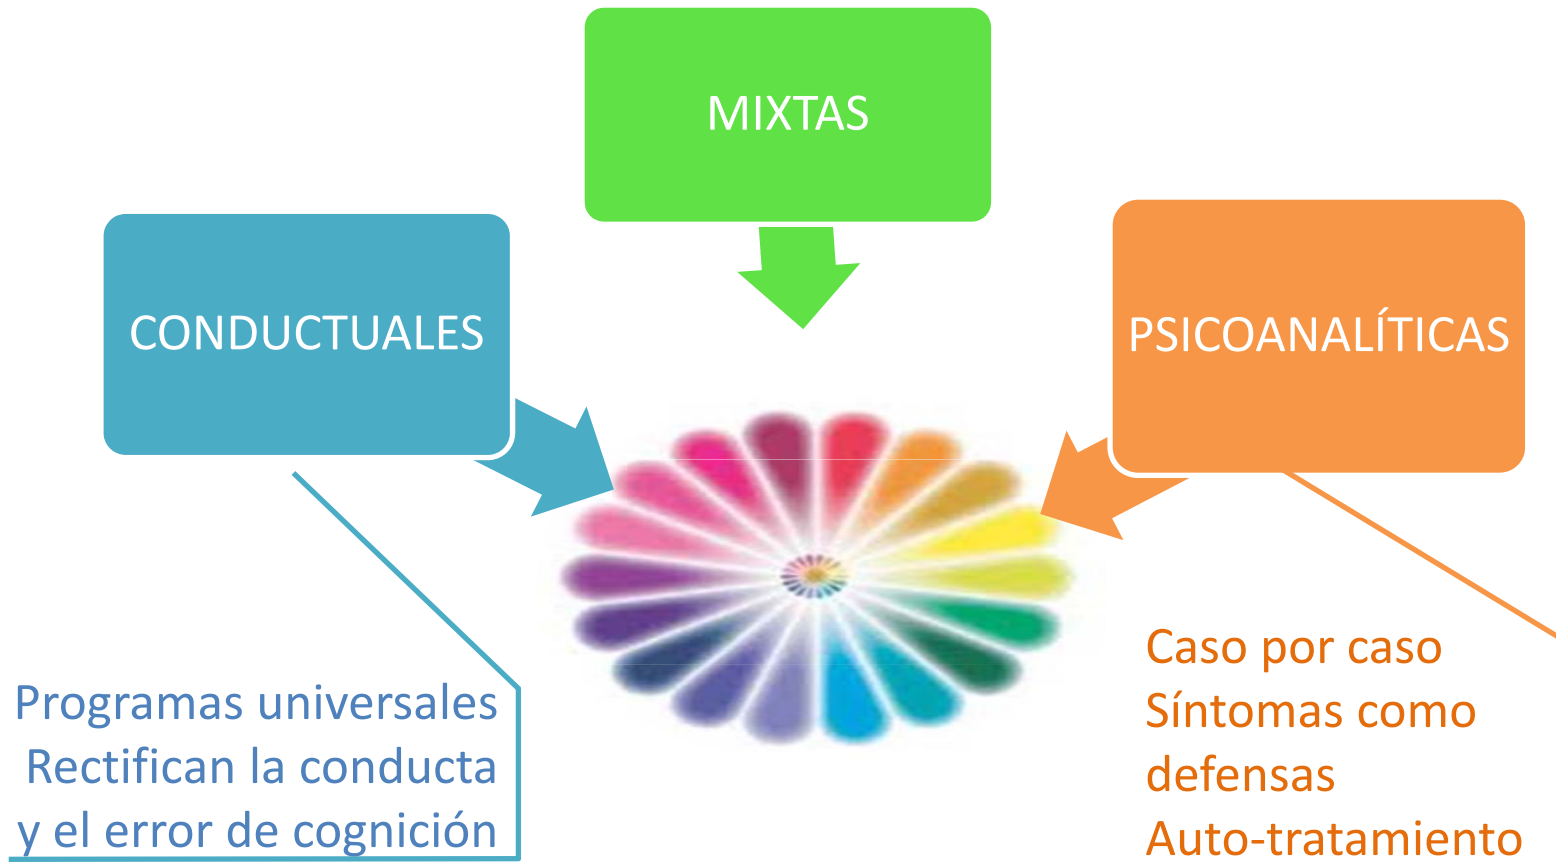 MIXTAS
CONDUCTUALES
PSICOANALÍTICAS
Programas universales
Rectifican la conducta
y el error de cognición
Caso por caso
Síntomas como
defensas
Auto-tratamiento